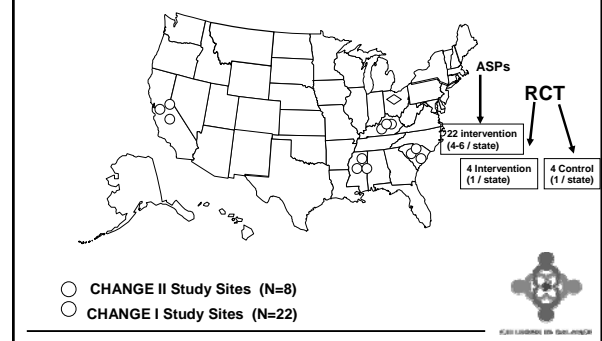 ASPs
RCT
22 intervention
(4-6 / state)
4 Intervention
(1 / state)
4 Control
(1 / state)
CHANGE II Study Sites (N=8)
CHANGE I Study Sites (N=22)